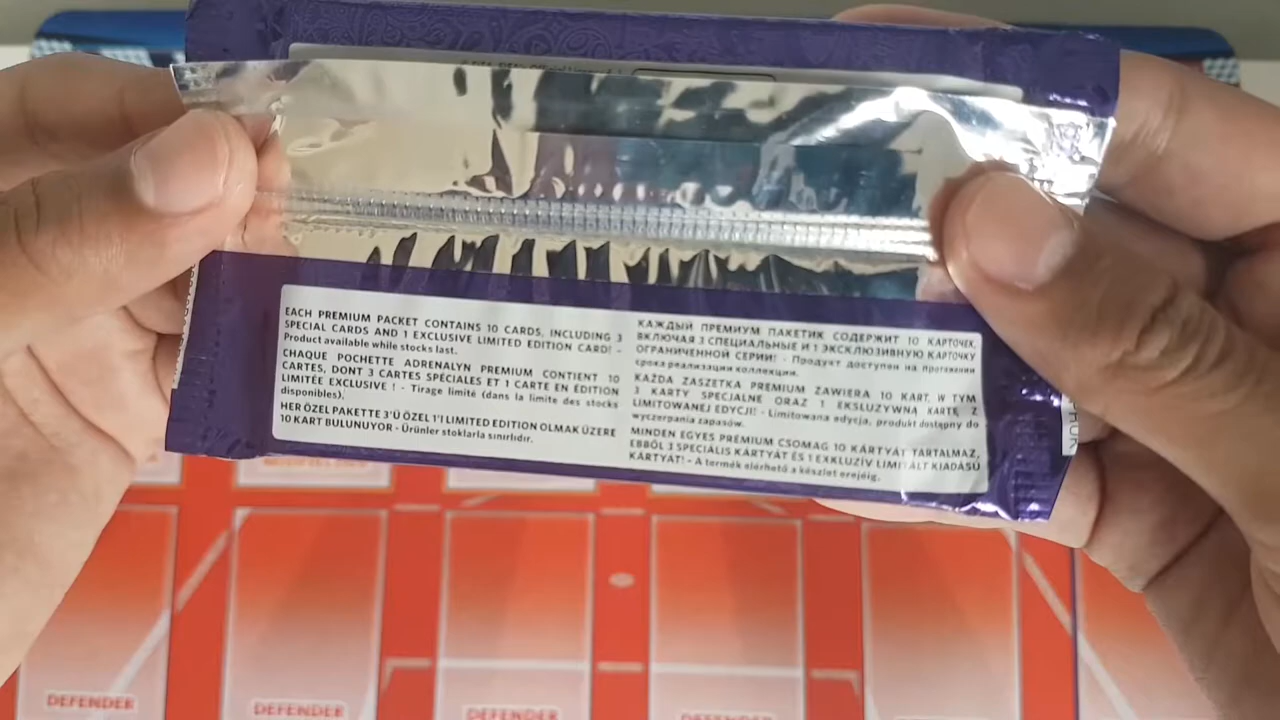 EACH PREMIUM PACKET CONTAINS 10 CARDS, INCLUDING 3
SPECIAL CARDS AND 1 EXCLUSIVE LIMITED EDITION CARD! -
Product available while stocks last.
CHAQUE POCHETTE ADRENALYN PREMIUM CONTIENT 10
CARTES, DONT 3 CARTES SPÉCIALES ET 1 CARTE EN ÉDITION
LIMITÉE EXCLUSIVE ! - Tirage limité (dans la limite des stocks
disponibles).
HER ÖZEL PAKETTE 3'Ü ÖZEL 1'I LIMITED EDITION OLMAK ÜZERE
10 KART BULUNUYOR - Ürünler stoklarla sınırlıdır.
КАЖДЫЙ ПРЕМИУМ ПАКЕТИК СОДЕРЖИТ 10 КАРТОЧЕК,
ВКЛЮЧАЯ 3 СПЕЦИАЛЬНЫЕ И 1 ЭКСКЛЮЗИВНУЮ КАРТОЧКУ
ОГРАНИЧЕННОЙ СЕРИИ! - Продукт доступен на протяжении
срока реализации коллекции.
KAŻDA ZASZETKA PREMIUM ZAWIERA 10 KART, W TYM
3 KARTY SPECJALNE ORAZ 1 EKSLUZYWNĄ KARTĘ Z
LIMITOWANEJ EDYCJI! - Limitowana edycja, produkt dostępny do
wyczerpania zapasów.
MINDEN EGYES PREMIUM CSOMAG 10 KÁRTYÁT TARTALMAZ,
EBBŐL 3 SPECIÁLIS KÁRTYÁT ÉS 1 EXKLUZÍV LIMITÁLT KIADÁSÚ
KÁRTYÁT! - A termék elérhető a készlet erejéig.
DEFENDER
DEFENDER
DEFENDER
DEFENDER